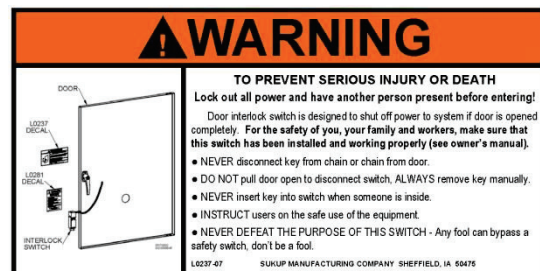 WARNING
DOOR
L0237
DECAL
L0281
DECAL
INTERLOCK
SWITCH
TO PREVENT SERIOUS INJURY OR DEATH
Lock out all power and have another person present before entering!
Door interlock switch is designed to shut off power to system if door is opened
completely. For the safety of you, your family and workers, make sure that
this switch has been installed and working properly (see owner's manual).
• NEVER disconnect key from chain or chain from door.
• DO NOT pull door open to disconnect switch, ALWAYS remove key manually.
• NEVER insert key into switch when someone is inside.
• INSTRUCT users on the safe use of the equipment.
• NEVER DEFEAT THE PURPOSE OF THIS SWITCH - Any fool can bypass a
safety switch, don't be a fool.
L0237-07 SUKUP MANUFACTURING COMPANY SHEFFIELD, IA 50475